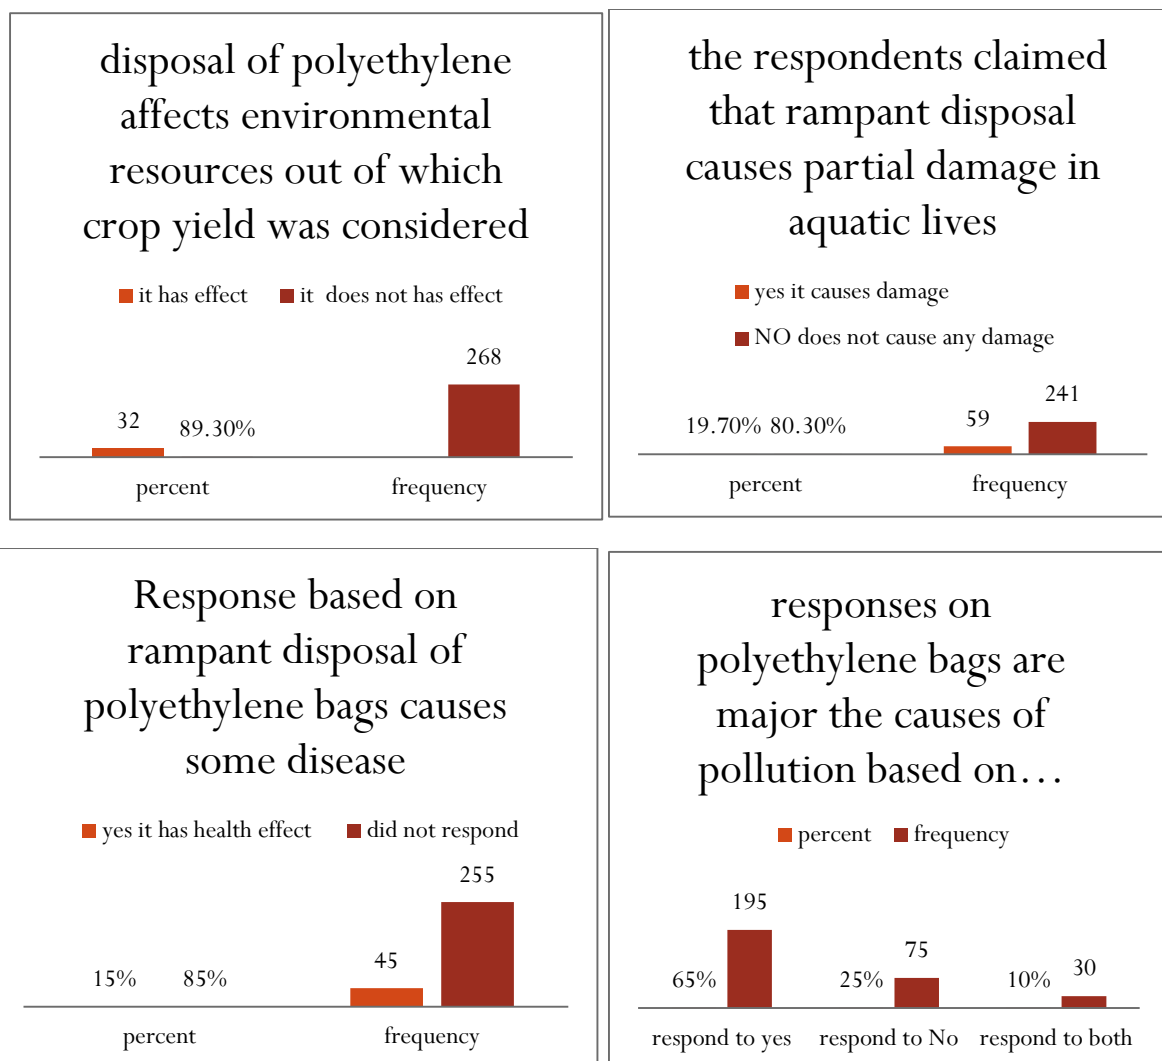 disposal of polyethylene
affects environmental
resources out of which
crop yield was considered
it has effect it does not has effect
268
32 89.30%
percent frequency
the respondents claimed
that rampant disposal
causes partial damage in
aquatic lives
yes it causes damage
NO does not cause any damage
241
19.70% 80.30% 59
percent frequency
Response based on
rampant disposal of
polyethylene bags causes
some disease
yes it has health effect did not respond
255
45
15% 85%
percent frequency
responses on
polyethylene bags are
major the causes of
pollution based on…
percent frequency
195
75
65% 25% 10% 30
respond to yes respond to No respond to both